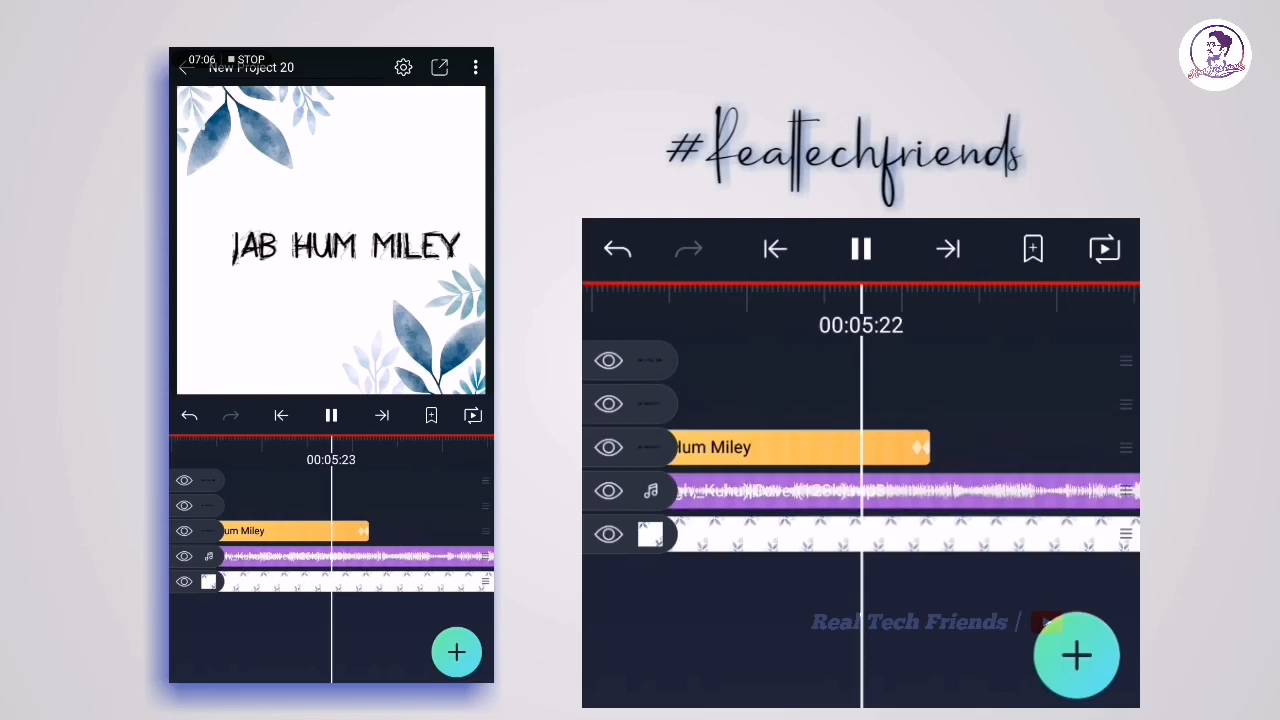 07:06 STOP
New Project 20
#Realtechfriends
JAB HUM MILEY
00:05:22
00:05:23
Hum Miley
um Miley
Real Tech Friends /